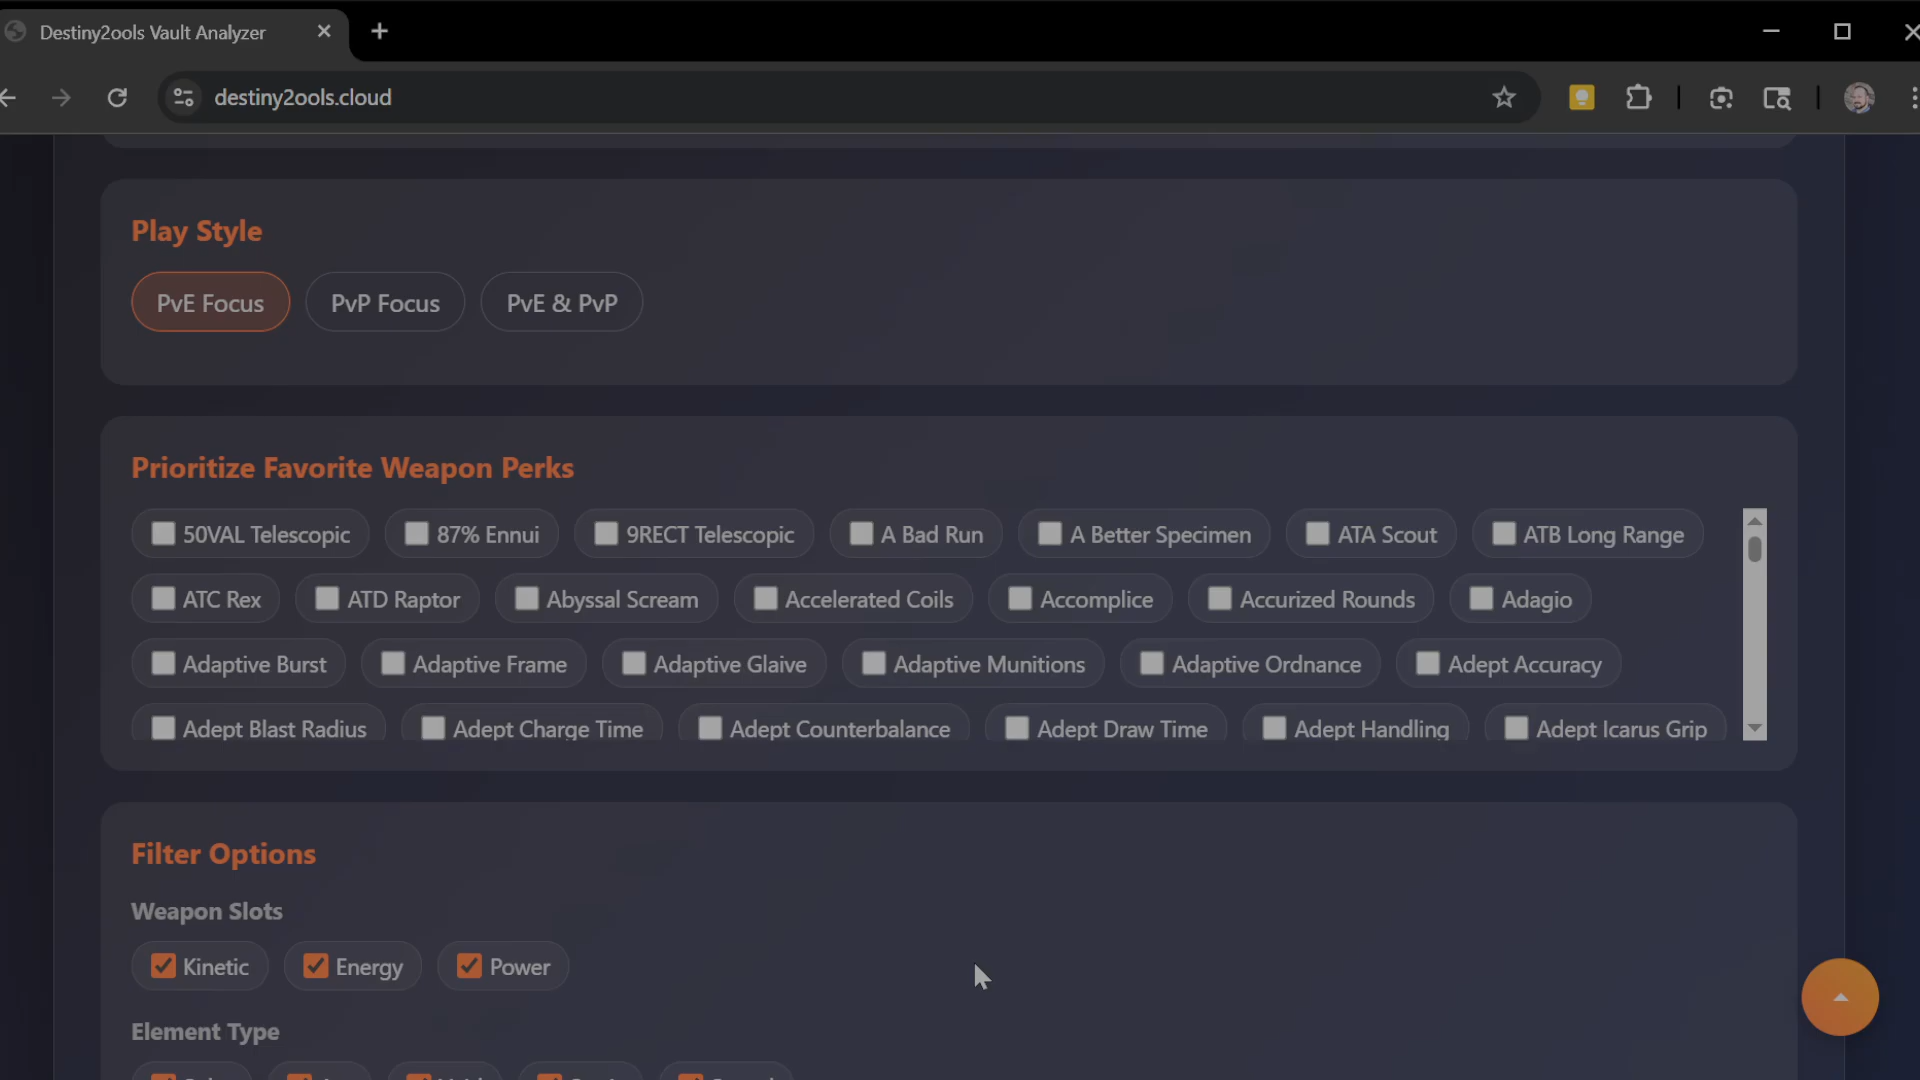 Destiny2ools Vault Analyzer
destiny2ools.cloud
Play Style
PvE Focus PvP Focus PvE & PvP
Prioritize Favorite Weapon Perks
50VAL Telescopic 87% Ennui 9RECT Telescopic A Bad Run A Better Specimen ATA Scout ATB Long Range
ATC Rex ATD Raptor Abyssal Scream Accelerated Coils Accomplice Accurized Rounds Adagio
Adaptive Burst Adaptive Frame Adaptive Glaive Adaptive Munitions Adaptive Ordnance Adept Accuracy
Adept Blast Radius Adept Charge Time Adept Counterbalance Adept Draw Time Adept Handling Adept Icarus Grip
Filter Options
Weapon Slots
Kinetic Energy Power
Element Type